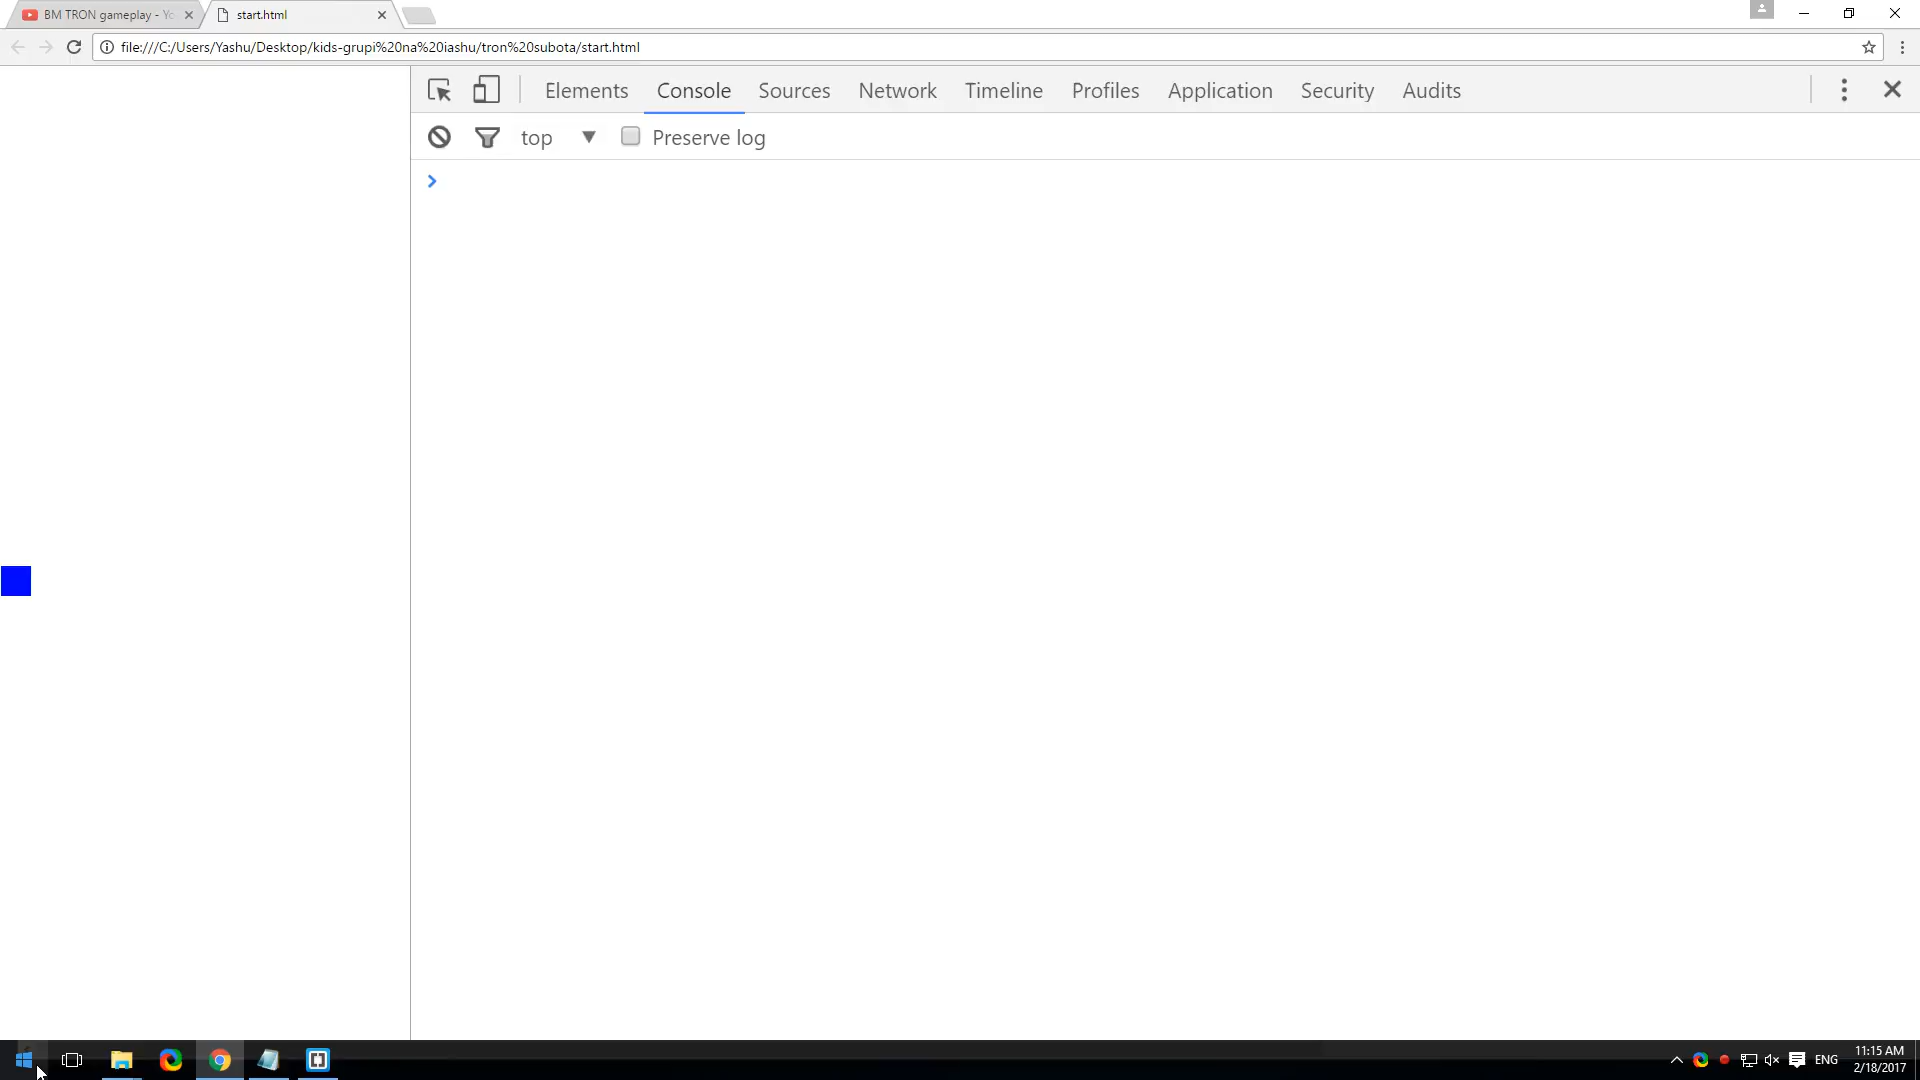 BM TRON gameplay - Yo
start.html
file:///C:/Users/Yashu/Desktop/kids-grupi%20na%20iashu/tron%20subota/start.html
Elements Console Sources Network Timeline Profiles Application Security Audits
top Preserve log
ENG
11:15 AM
2/18/2017